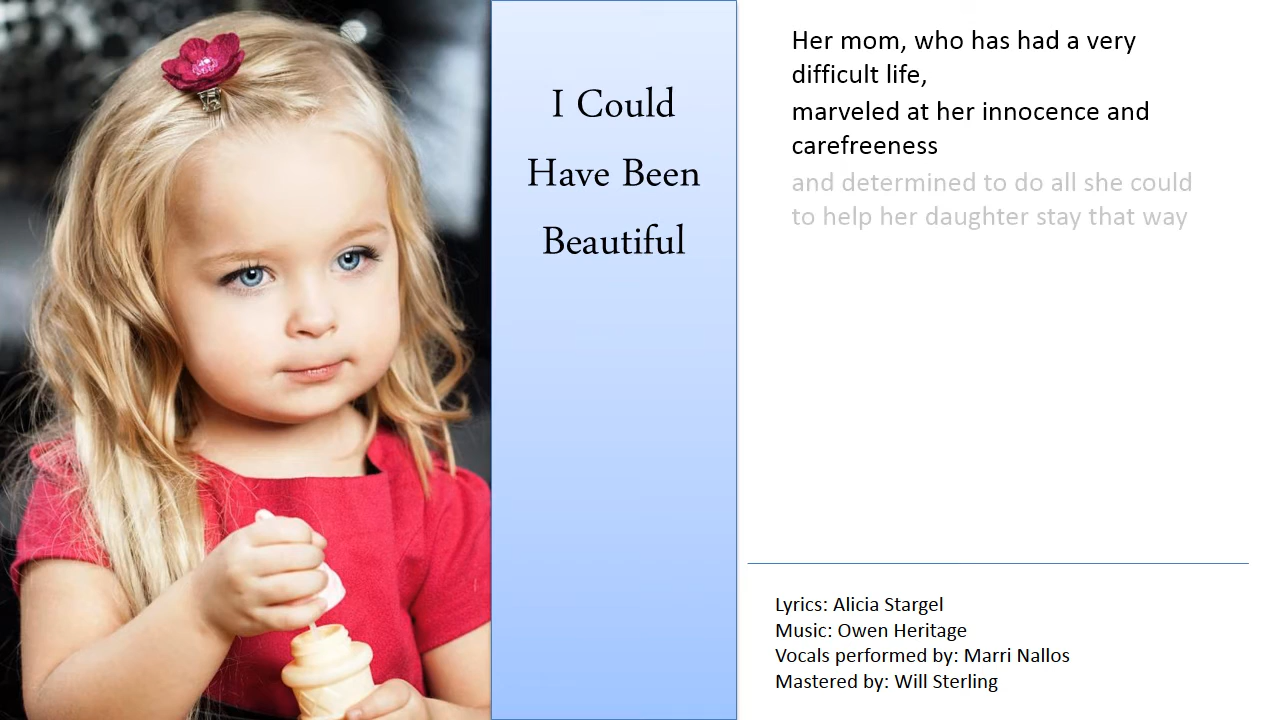 I Could
Have Been
Beautiful
Her mom, who has had a very
difficult life,
marveled at her innocence and
carefreeness
and determined to do all she could
to help her daughter stay that way
Lyrics: Alicia Stargel
Music: Owen Heritage
Vocals performed by: Marri Nallos
Mastered by: Will Sterling